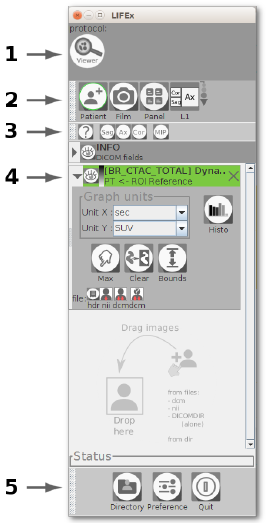 LIFEx
protocol:
1
Viewer
2
Cor
Sag
Ax
Patient Film Panel L1
3
? Sag Ax Cor MIP
INFO
DICOM fields
4
[BR_CTAC_TOTAL] Dyna..
PT <- ROI Reference
Graph units
Unit X : sec
Unit Y : SUV
Histo
Max Clear Bounds
file
hdr nii dcm dcm
Drag images
Drop
here
from files:
- dcm
- nii
- DICOMDIR
(alone)
from dir
Status
5
Directory Preference Quit